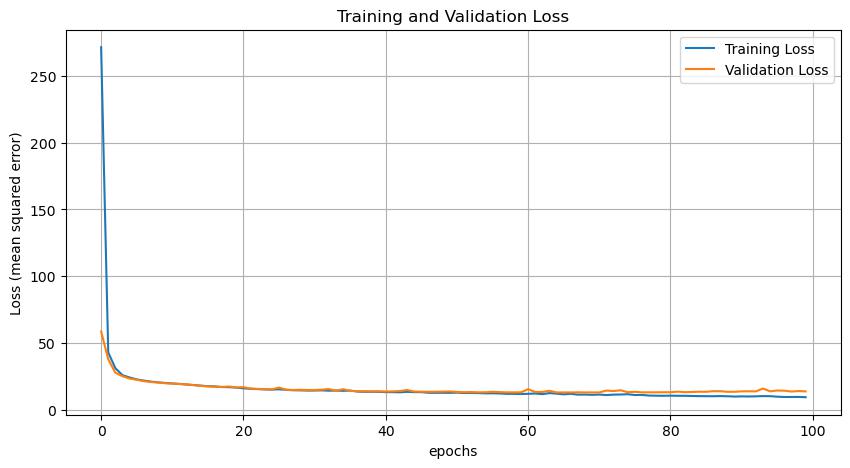 Training and Validation Loss
Training Loss
Validation Loss
Loss (mean squared error)
250
200
150
100
50
0
0 20 40 60 80 100
epochs